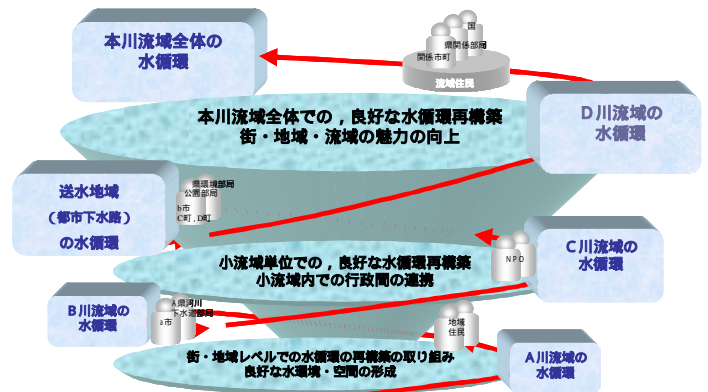 本川流域全体の
水循環
国
県関係部局
関係市町
流域住民
本川流域全体での,良好な水循環再構築
街・地域・流域の魅力の向上
D川流域の
水循環
送水地域
(都市下水路)
の水循環
県環境部局
公園部局
b市
C町,D町
小流域単位での,良好な水循環再構築
小流域内での行政間の連携
NPO
C川流域の
水循環
B川流域の
水循環
A県河川
下水道部局
a市
地域
住民
街・地域レベルでの水循環の再構築の取り組み
良好な水環境・空間の形成
A川流域の
水循環